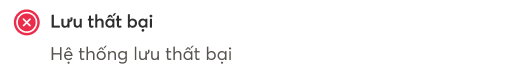 Lưu thất bại
Hệ thống lưu thất bại